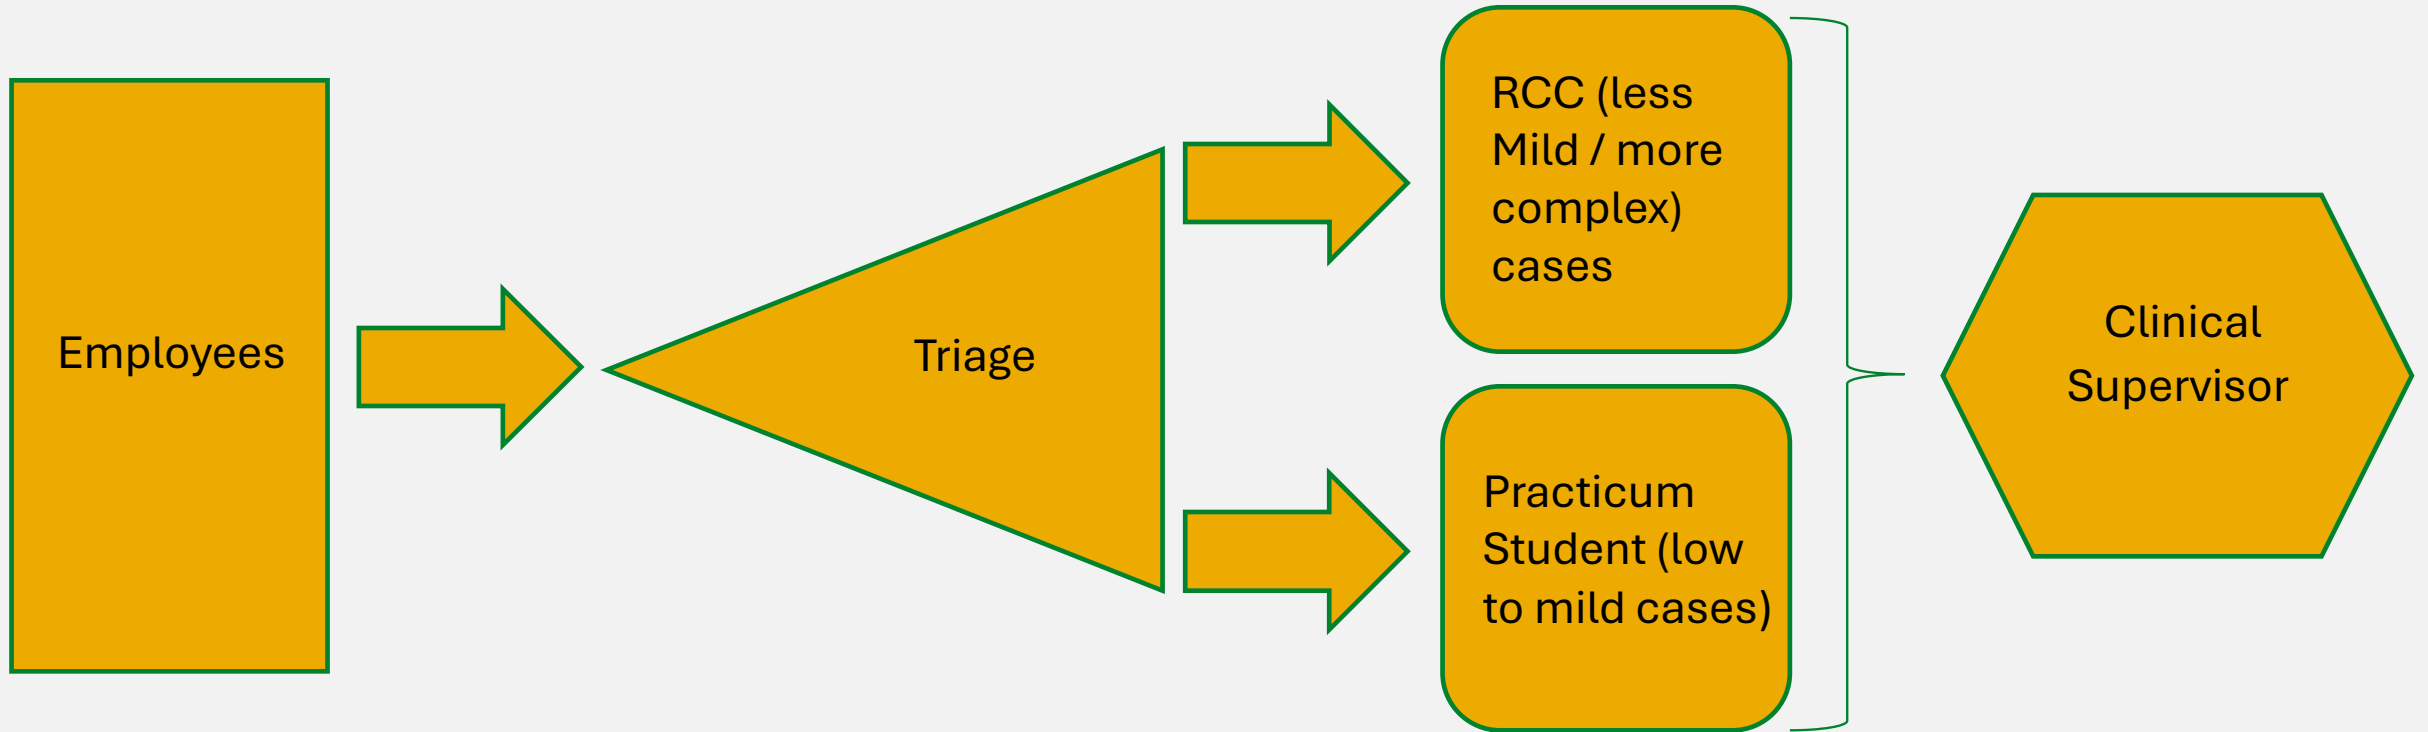 Employees
Triage
RCC (less
Mild / more
complex)
cases
Practicum
Student (low
to mild cases)
Clinical
Supervisor